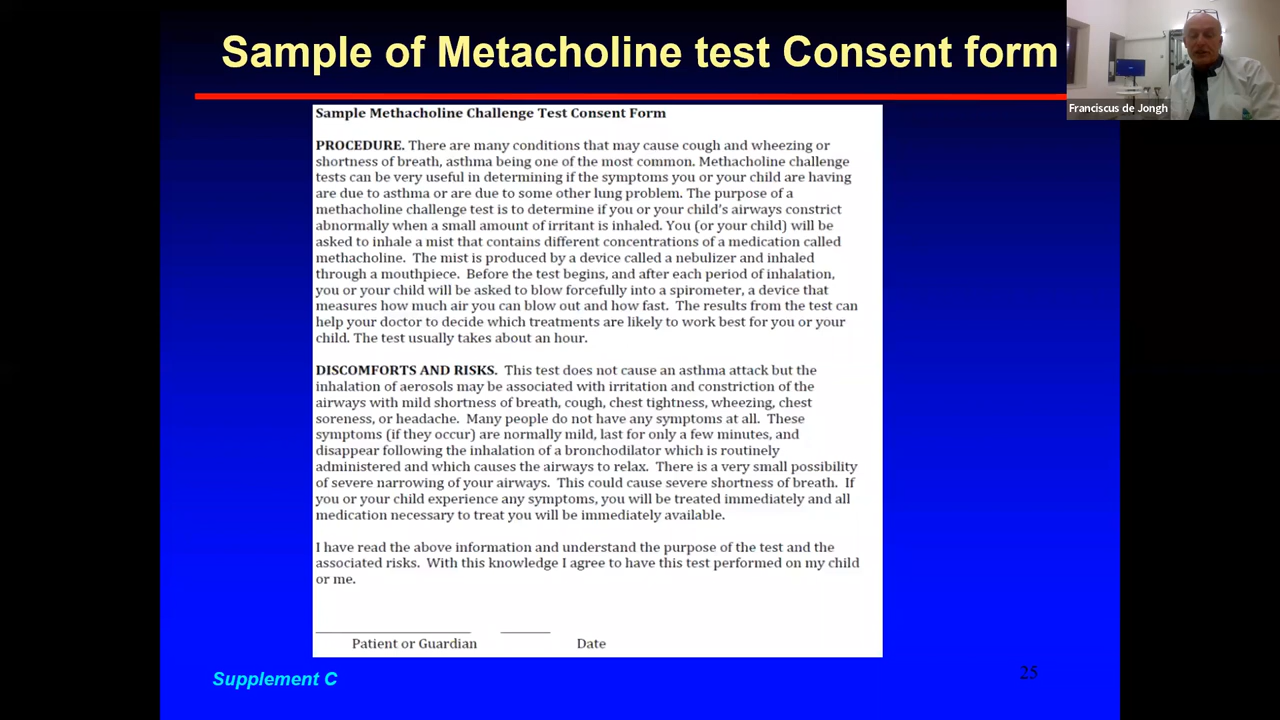 Sample of Metacholine test Consent form
Franciscus de Jongh
Sample Methacholine Challenge Test Consent Form
PROCEDURE. There are many conditions that may cause cough and wheezing or
shortness of breath, asthma being one of the most common. Methacholine challenge
tests can be very useful in determining if the symptoms you or your child are having
are due to asthma or are due to some other lung problem. The purpose of a
methacholine challenge test is to determine if you or your child's airways constrict
abnormally when a small amount of irritant is inhaled. You (or your child) will be
asked to inhale a mist that contains different concentrations of a medication called
methacholine. The mist is produced by a device called a nebulizer and inhaled
through a mouthpiece. Before the test begins, and after each period of inhalation,
you or your child will be asked to blow forcefully into a spirometer, a device that
measures how much air you can blow out and how fast. The results from the test can
help your doctor to decide which treatments are likely to work best for you or your
child. The test usually takes about an hour.
DISCOMFORTS AND RISKS. This test does not cause an asthma attack but the
inhalation of aerosols may be associated with irritation and constriction of the
airways with mild shortness of breath, cough, chest tightness, wheezing, chest
soreness, or headache. Many people do not have any symptoms at all. These
symptoms (if they occur) are normally mild, last for only a few minutes, and
disappear following the inhalation of a bronchodilator which is routinely
administered and which causes the airways to relax. There is a very small possibility
of severe narrowing of your airways. This could cause severe shortness of breath. If
you or your child experience any symptoms, you will be treated immediately and all
medication necessary to treat you will be immediately available.
I have read the above information and understand the purpose of the test and the
associated risks. With this knowledge I agree to have this test performed on my child
or me.
Patient or Guardian Date
Supplement C
25